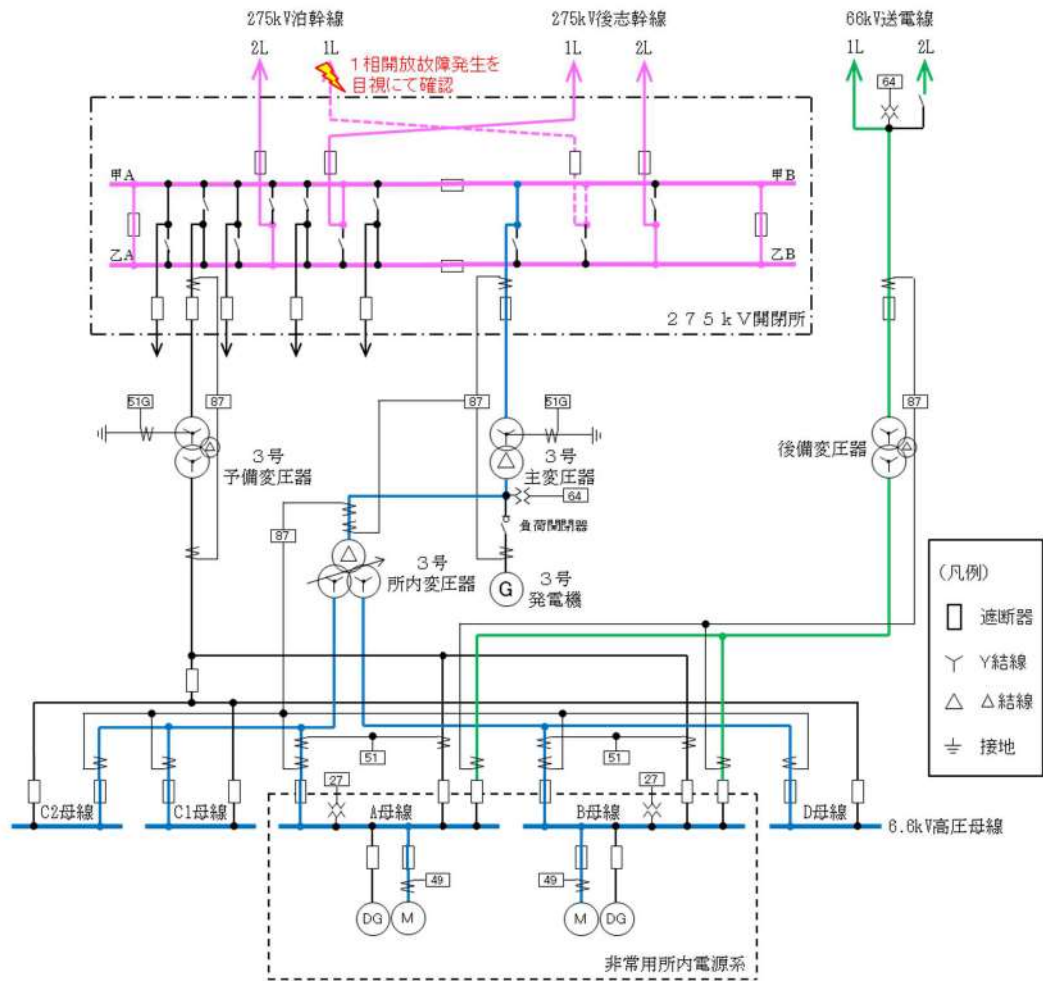 275kV泊幹線
275kV後志幹線
66kV送電線
2L
1L
1L
2L
1L
2L
1相開放故障発生を
目視にて確認
64
甲A
甲B
乙A
乙B
275kV開閉所
51G
87
51G
87
87
3号
予備変圧器
3号
主変圧器
後備変圧器
64
87
負荷開閉器
3号
所内変圧器
G
3号
発電機
(凡例)
遮断器
Y結線
△結線
接地
51
51
27
27
C2母線
C1母線
A母線
B母線
D母線
6.6kV高圧母線
49
49
DG
M
M
DG
非常用所内電源系